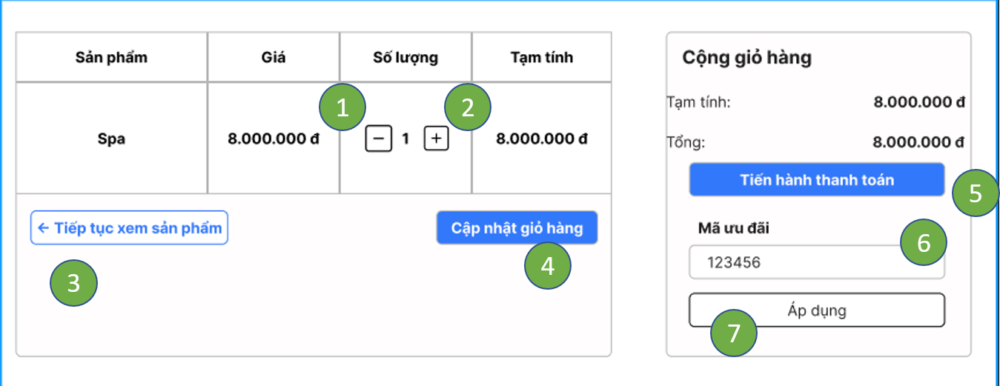 Sản phẩm Giá Số lượng Tạm tính
1 2
Spa 8.000.000 đ − 1 + 8.000.000 đ
← Tiếp tục xem sản phẩm Cập nhật giỏ hàng
3 4
Cộng giỏ hàng
Tạm tính: 8.000.000 đ
Tổng: 8.000.000 đ
Tiến hành thanh toán
5
Mã ưu đãi
6
123456
Áp dụng
7